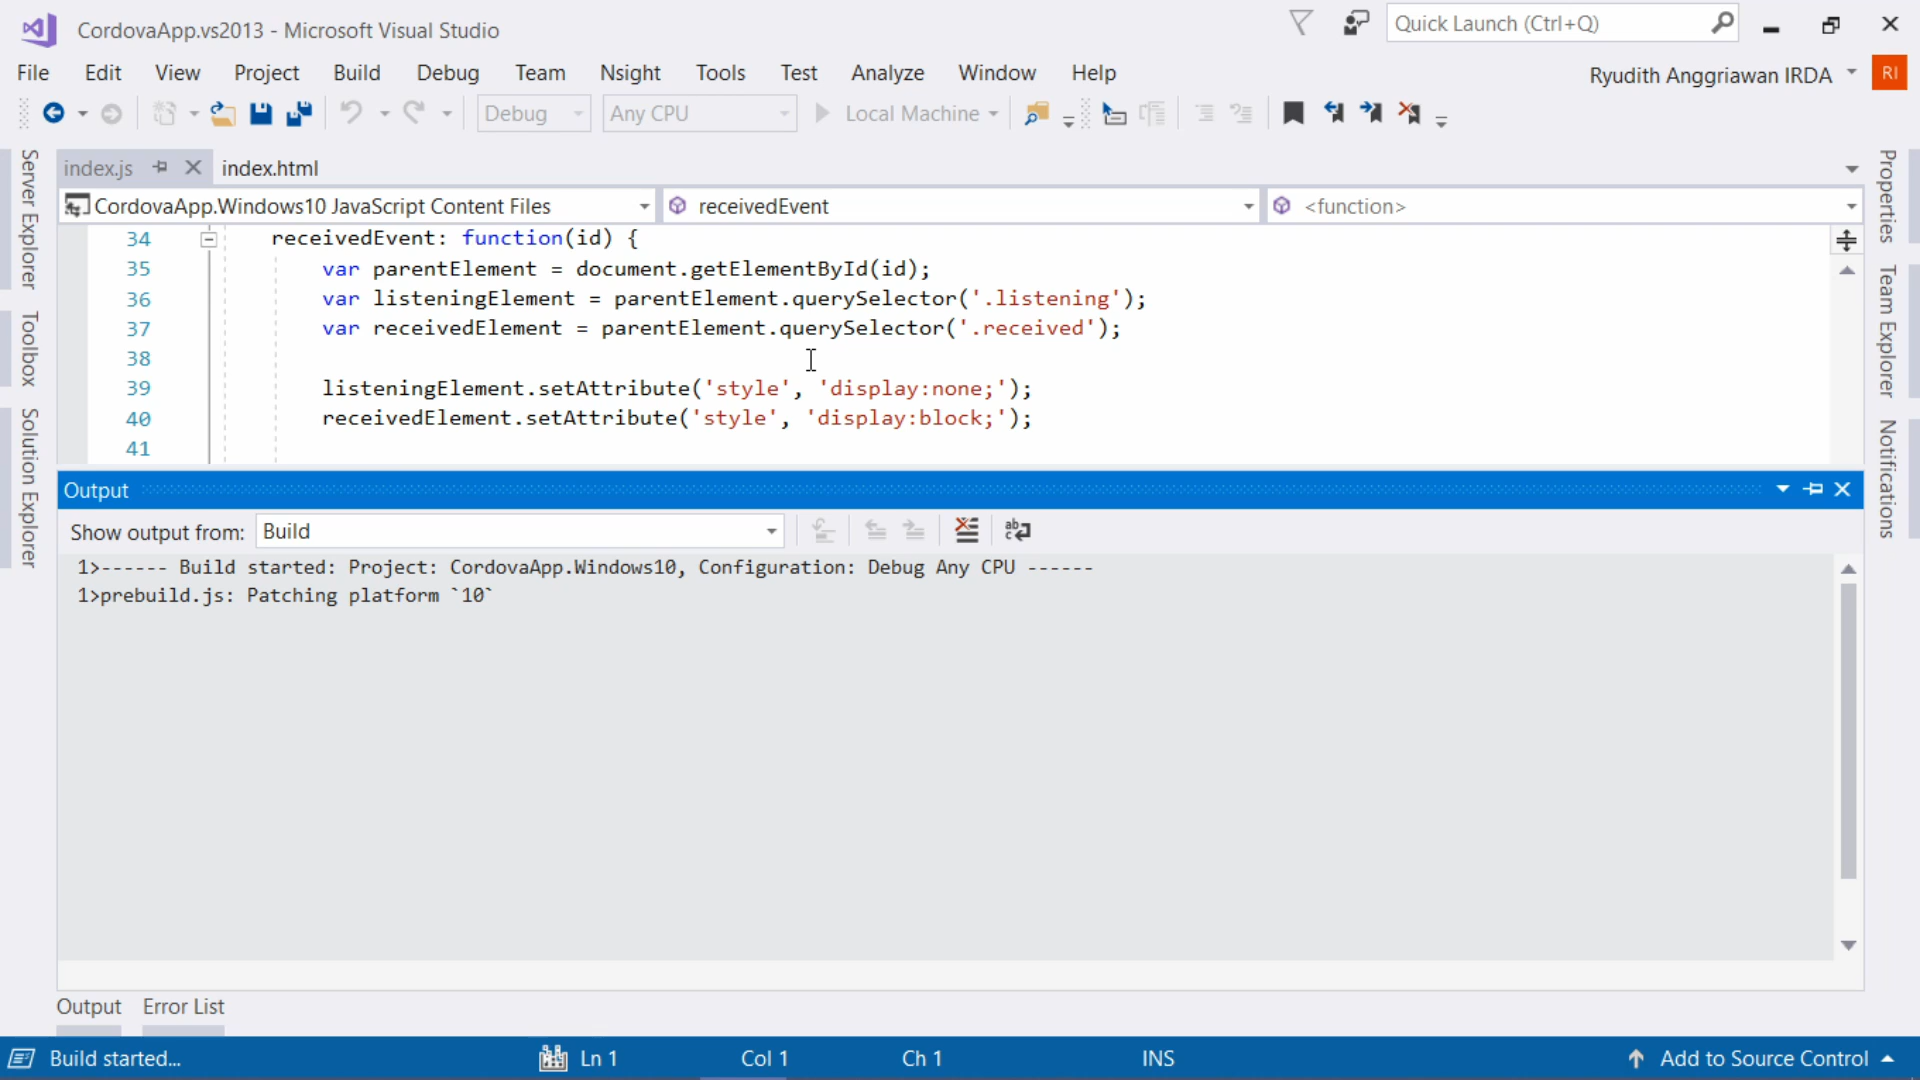 CordovaApp.vs2013 - Microsoft Visual Studio
Quick Launch (Ctrl+Q)
File Edit View Project Build Debug Team Nsight Tools Test Analyze Window Help
Ryudith Anggriawan IRDA RI
Debug Any CPU Local Machine
Server Explorer
Toolbox
Solution Explorer
index.js index.html
CordovaApp.Windows10 JavaScript Content Files receivedEvent <function>
34 receivedEvent: function(id) {
35 var parentElement = document.getElementById(id);
36 var listeningElement = parentElement.querySelector('.listening');
37 var receivedElement = parentElement.querySelector('.received');
38
39 listeningElement.setAttribute('style', 'display:none;');
40 receivedElement.setAttribute('style', 'display:block;');
41
Properties
Team Explorer
Notifications
Output
Show output from: Build
1>------ Build started: Project: CordovaApp.Windows10, Configuration: Debug Any CPU ------
1>prebuild.js: Patching platform `10`
Output Error List
Build started... Ln 1 Col 1 Ch 1 INS Add to Source Control